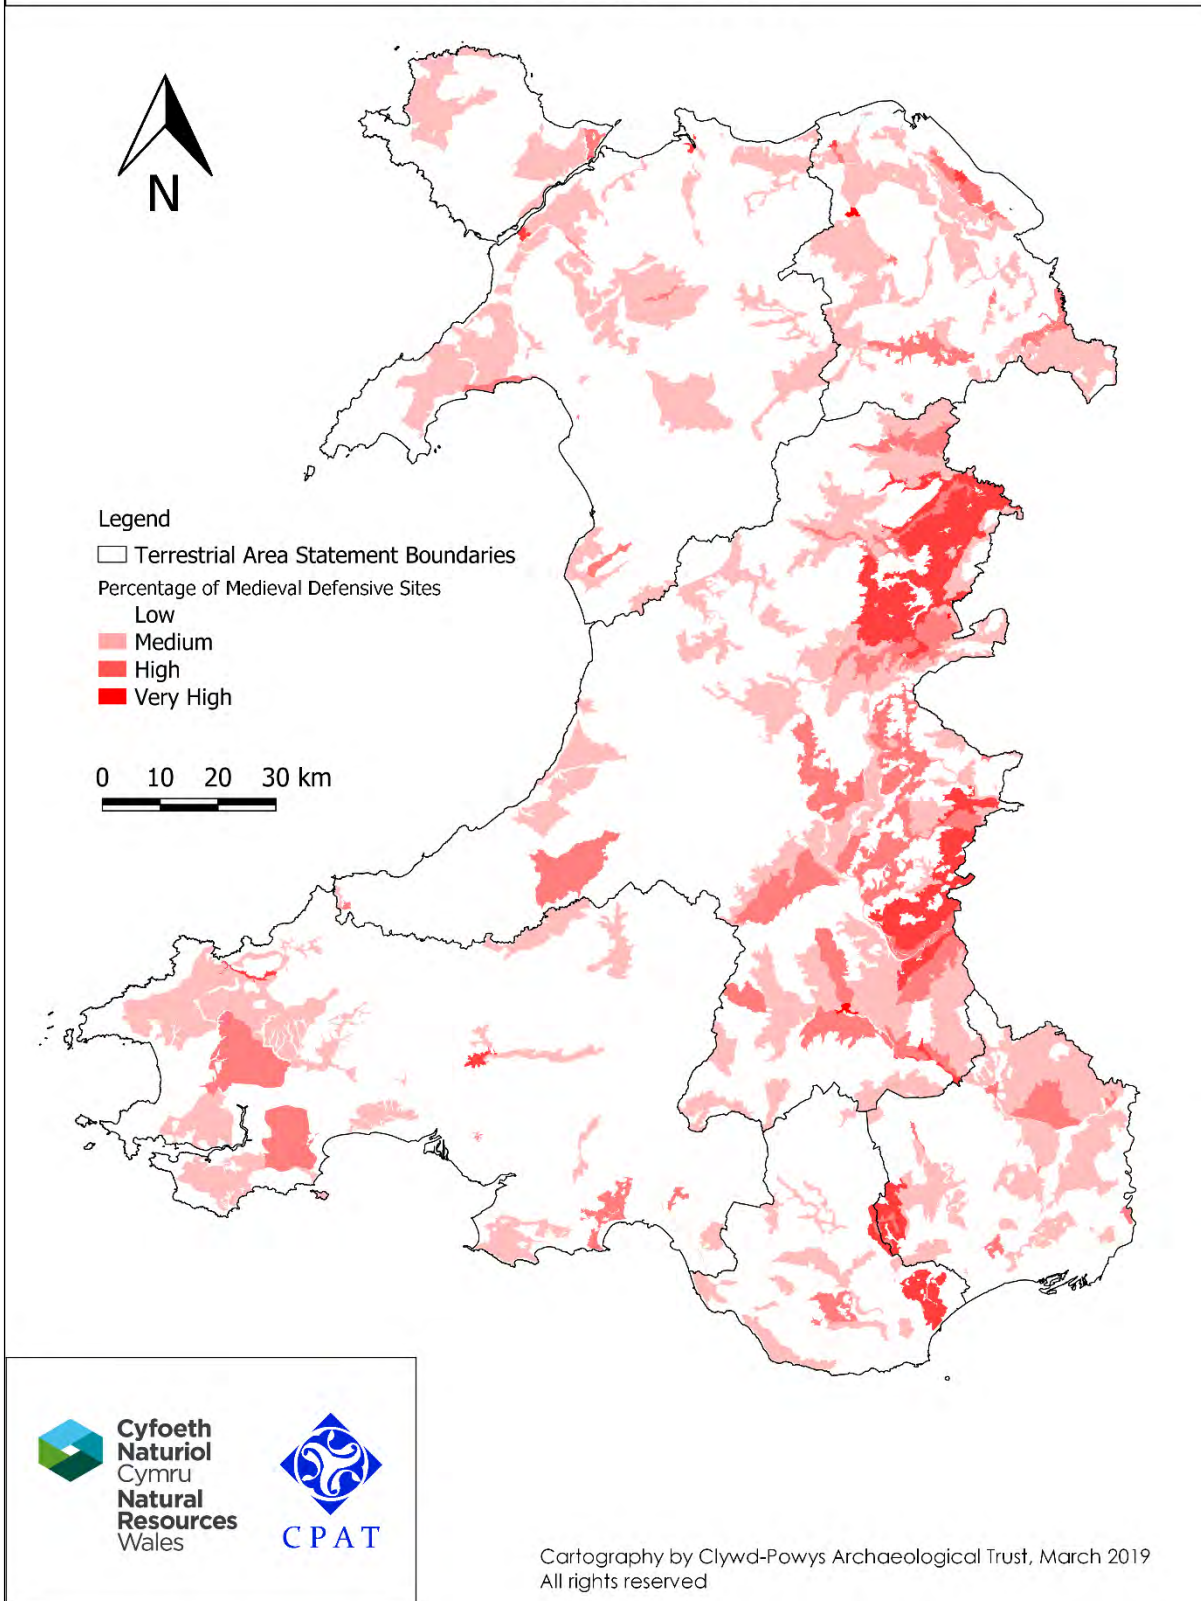 N
Legend
Terrestrial Area Statement Boundaries
Percentage of Medieval Defensive Sites
Low
Medium
High
Very High
0 10 20 30 km
Cyfoeth
Naturiol
Cymru
Natural
Resources
Wales
CPAT
Cartography by Clywd-Powys Archaeological Trust, March 2019
All rights reserved